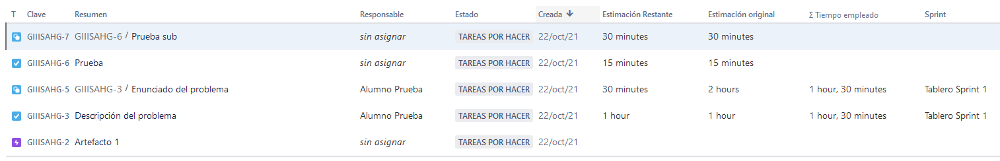 T Clave Resumen Responsable Estado Creada Estimación Restante Estimación original Σ Tiempo empleado Sprint
GIIISAHG-7 GIIISAHG-6 / Prueba sub sin asignar TAREAS POR HACER 22/oct/21 30 minutes 30 minutes
GIIISAHG-6 Prueba sin asignar TAREAS POR HACER 22/oct/21 15 minutes 15 minutes
GIIISAHG-5 GIIISAHG-3 / Enunciado del problema Alumno Prueba TAREAS POR HACER 22/oct/21 30 minutes 2 hours 1 hour, 30 minutes Tablero Sprint 1
GIIISAHG-3 Descripción del problema Alumno Prueba TAREAS POR HACER 22/oct/21 1 hour 1 hour 1 hour, 30 minutes Tablero Sprint 1
GIIISAHG-2 Artefacto 1 sin asignar TAREAS POR HACER 22/oct/21